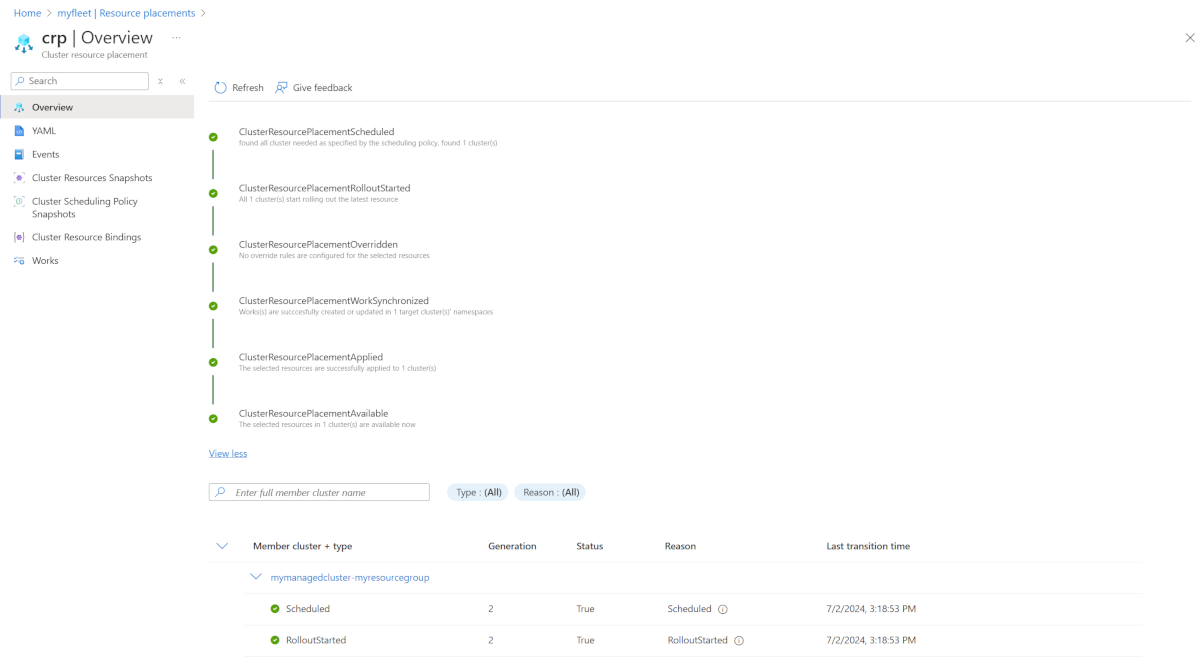 Home > myfleet | Resource placements >
crp | Overview ...
Cluster resource placement
Search
Overview
YAML
Events
Cluster Resources Snapshots
Cluster Scheduling Policy
Snapshots
Cluster Resource Bindings
Works
Refresh Give feedback
ClusterResourcePlacementScheduled
found all cluster needed as specified by the scheduling policy, found 1 cluster(s)
ClusterResourcePlacementRolloutStarted
All 1 cluster(s) start rolling out the latest resource
ClusterResourcePlacementOverridden
No override rules are configured for the selected resources
ClusterResourcePlacementWorkSynchronized
Works(s) are succcesfully created or updated in 1 target cluster(s)' namespaces
ClusterResourcePlacementApplied
The selected resources are successfully applied to 1 cluster(s)
ClusterResourcePlacementAvailable
The selected resources in 1 cluster(s) are available now
View less
Enter full member cluster name Type : (All) Reason : (All)
Member cluster + type Generation Status Reason Last transition time
mymanagedcluster-myresourcegroup
Scheduled 2 True Scheduled 7/2/2024, 3:18:53 PM
RolloutStarted 2 True RolloutStarted 7/2/2024, 3:18:53 PM